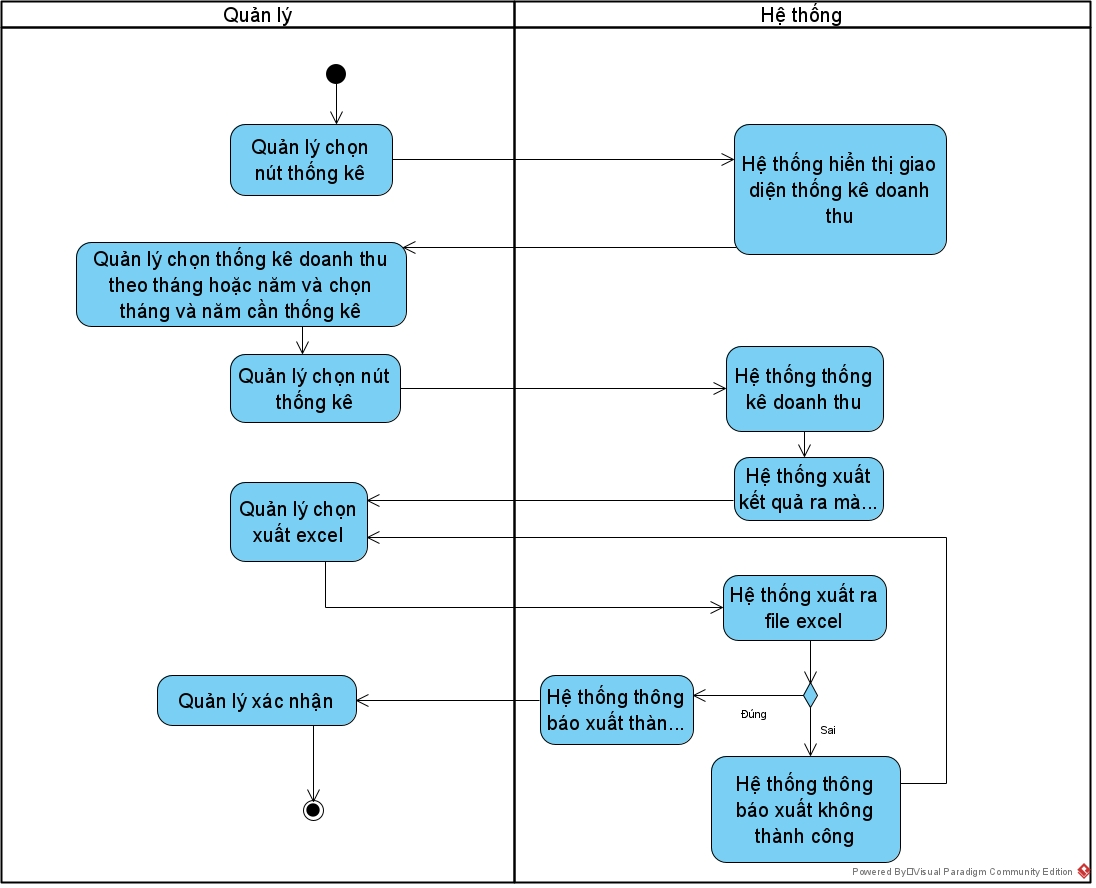 Quản lý
Hệ thống
Quản lý chọn
nút thống kê
Hệ thống hiển thị giao
diện thống kê doanh
thu
Quản lý chọn thống kê doanh thu
theo tháng hoặc năm và chọn
tháng và năm cần thống kê
Quản lý chọn nút
thống kê
Hệ thống thống
kê doanh thu
Hệ thống xuất
kết quả ra mà...
Quản lý chọn
xuất excel
Hệ thống xuất ra
file excel
Quản lý xác nhận
Hệ thống thông
báo xuất thàn...
Đúng
Sai
Hệ thống thông
báo xuất không
thành công
Powered By Visual Paradigm Community Edition